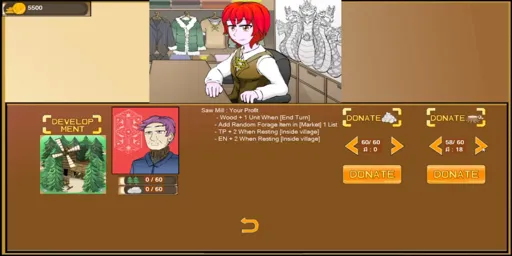 5500
Saw Mill : Your Profit
- Wood + 1 Unit When [End Turn]
- Add Random Forage Item in [Market] 1 List
- TP + 2 When Resting [Inside village]
- EN + 2 When Resting [Inside village]
DEVELOP
MENT
0 / 60
0 / 60
DONATE
60/ 60
มี : 0
DONATE
DONATE
58/ 60
มี : 18
DONATE